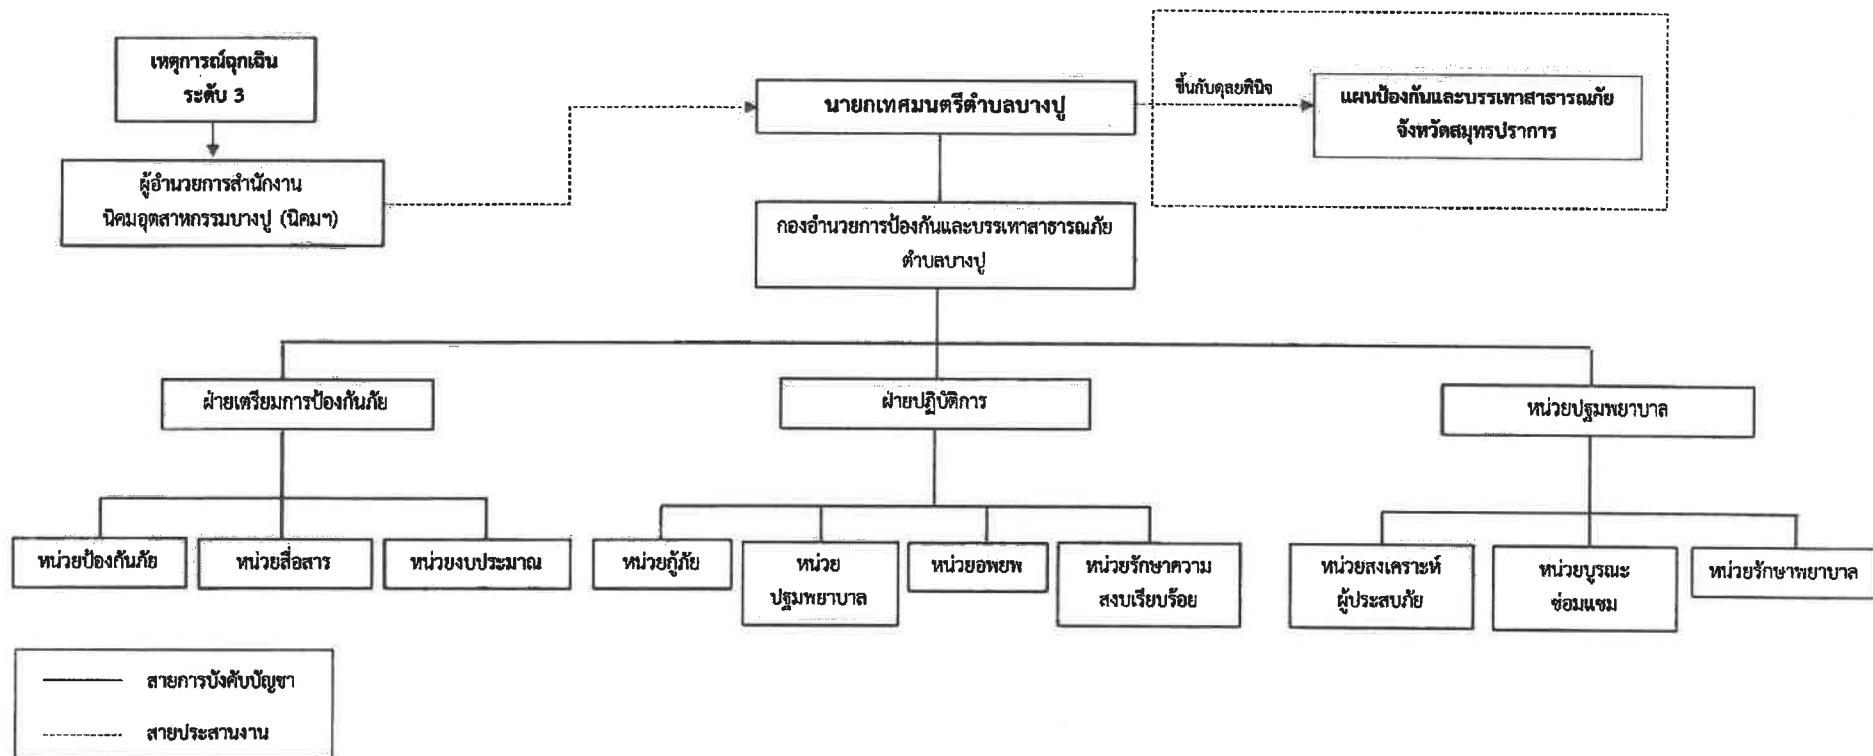 เหตุการณ์ฉุกเฉิน
ระดับ 3
ผู้อำนวยการสำนักงาน
นิคมอุตสาหกรรมบางปู (นิคมฯ)
นายกเทศมนตรีตำบลบางปู
ขึ้นกับดุลยพินิจ
แผนป้องกันและบรรเทาสาธารณภัย
จังหวัดสมุทรปราการ
กองอำนวยการป้องกันและบรรเทาสาธารณภัย
ตำบลบางปู
ฝ่ายเตรียมการป้องกันภัย
ฝ่ายปฏิบัติการ
หน่วยปฐมพยาบาล
หน่วยป้องกันภัย
หน่วยสื่อสาร
หน่วยงบประมาณ
หน่วยกู้ภัย
หน่วย
ปฐมพยาบาล
หน่วยอพยพ
หน่วยรักษาความ
สงบเรียบร้อย
หน่วยสงเคราะห์
ผู้ประสบภัย
หน่วยบูรณะ
ซ่อมแซม
หน่วยรักษาพยาบาล
สายการบังคับบัญชา
สายประสานงาน